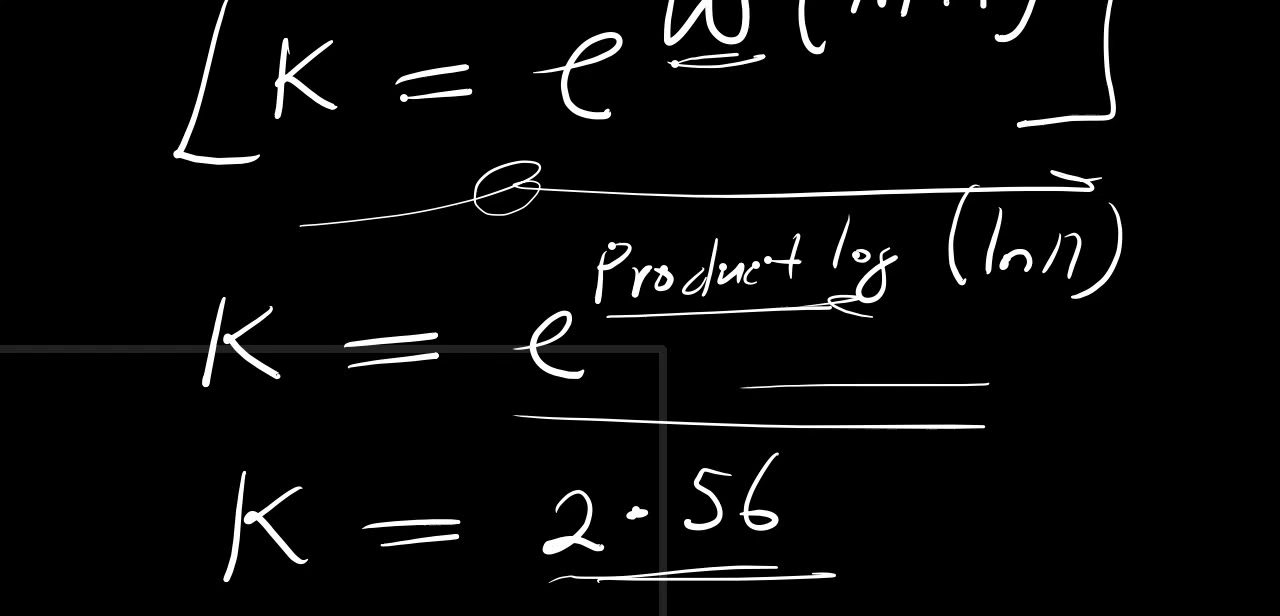 [K = e^W(
Product log (ln11)
K = e
K = 2.56